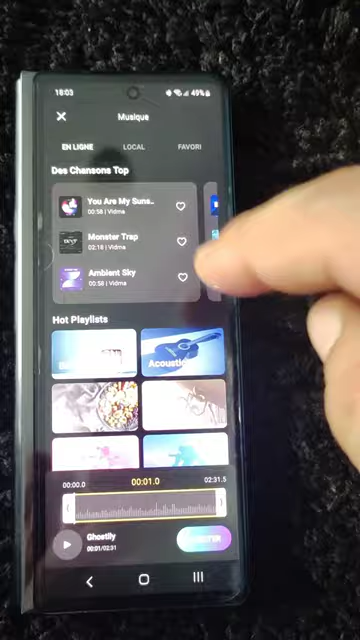 18:03
49%
Musique
EN LIGNE LOCAL FAVORI
Des Chansons Top
You Are My Suns..
00:58 | Vidma
Monster Trap
02:18 | Vidma
Ambient Sky
00:58 | Vidma
Hot Playlists
Acoustic
00:00.0 00:01.0 02:31.5
Ghostly
00:01/02:31